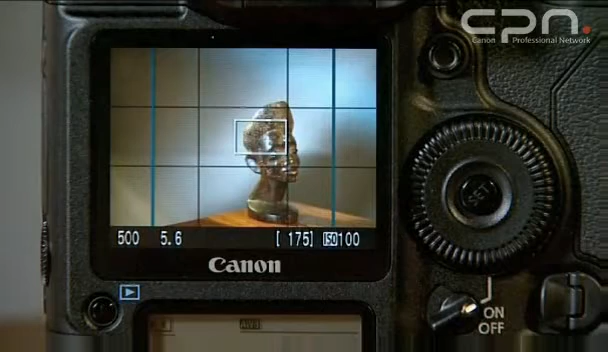 CPN.
Canon Professional Network
500 5.6 [ 175] ISO100
Canon
SET
ON
OFF